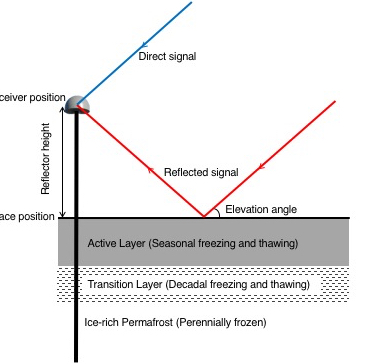 Direct signal
ceiver position
Reflector height
Reflected signal
Elevation angle
ace position
Active Layer (Seasonal freezing and thawing)
Transition Layer (Decadal freezing and thawing)
Ice-rich Permafrost (Perennially frozen)